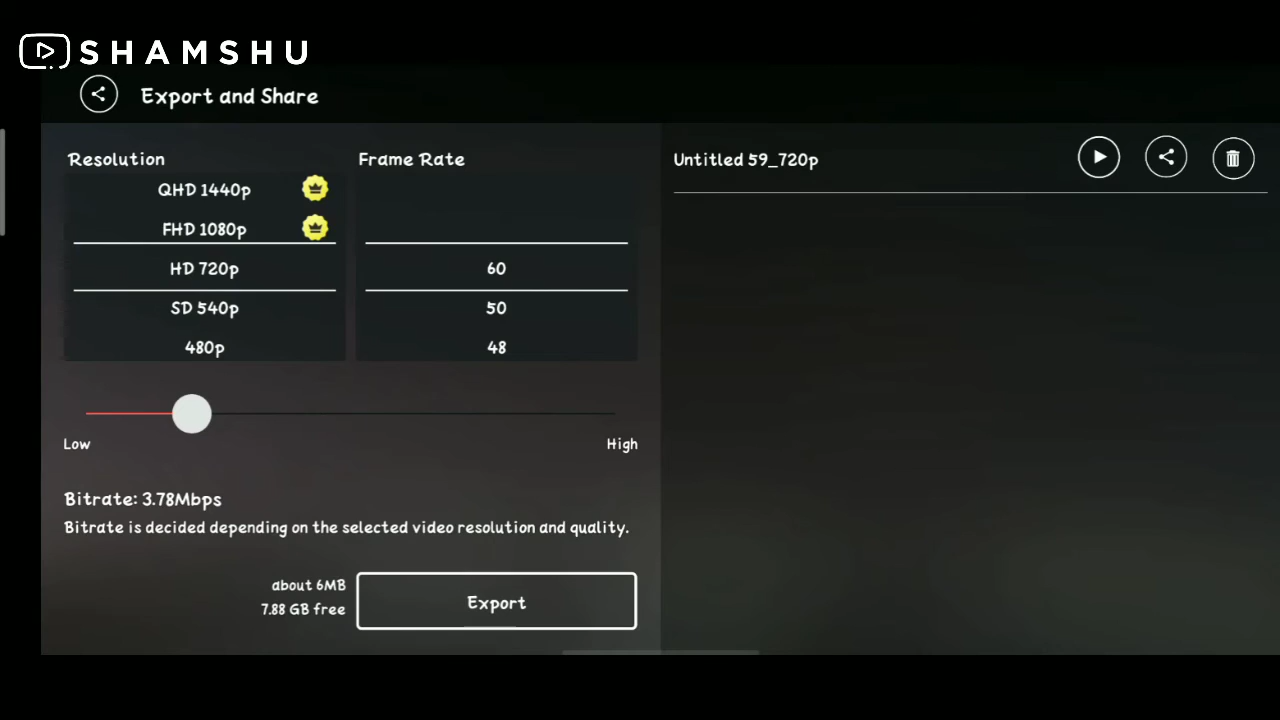 SHAMSHU
Export and Share
Resolution
QHD 1440p
FHD 1080p
HD 720p
SD 540p
480p
Frame Rate
60
50
48
Low
High
Bitrate: 3.78Mbps
Bitrate is decided depending on the selected video resolution and quality.
about 6MB
7.88 GB free
Export
Untitled 59_720p